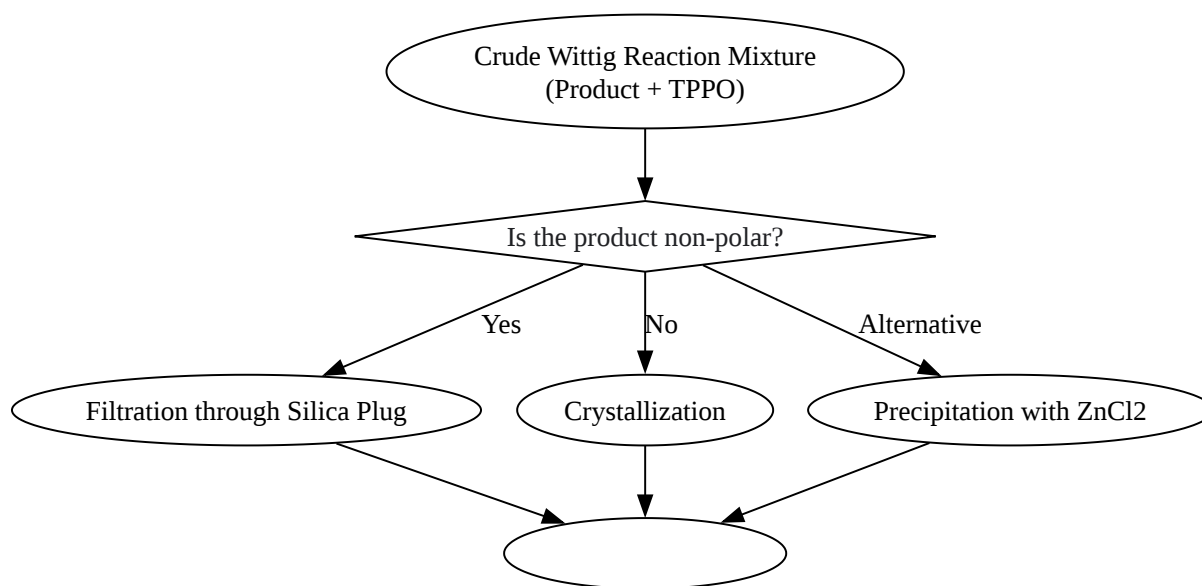 Crude Wittig Reaction Mixture
(Product + TPPO)
Is the product non-polar?
Yes
No
Alternative
Filtration through Silica Plug
Crystallization
Precipitation with ZnCl2